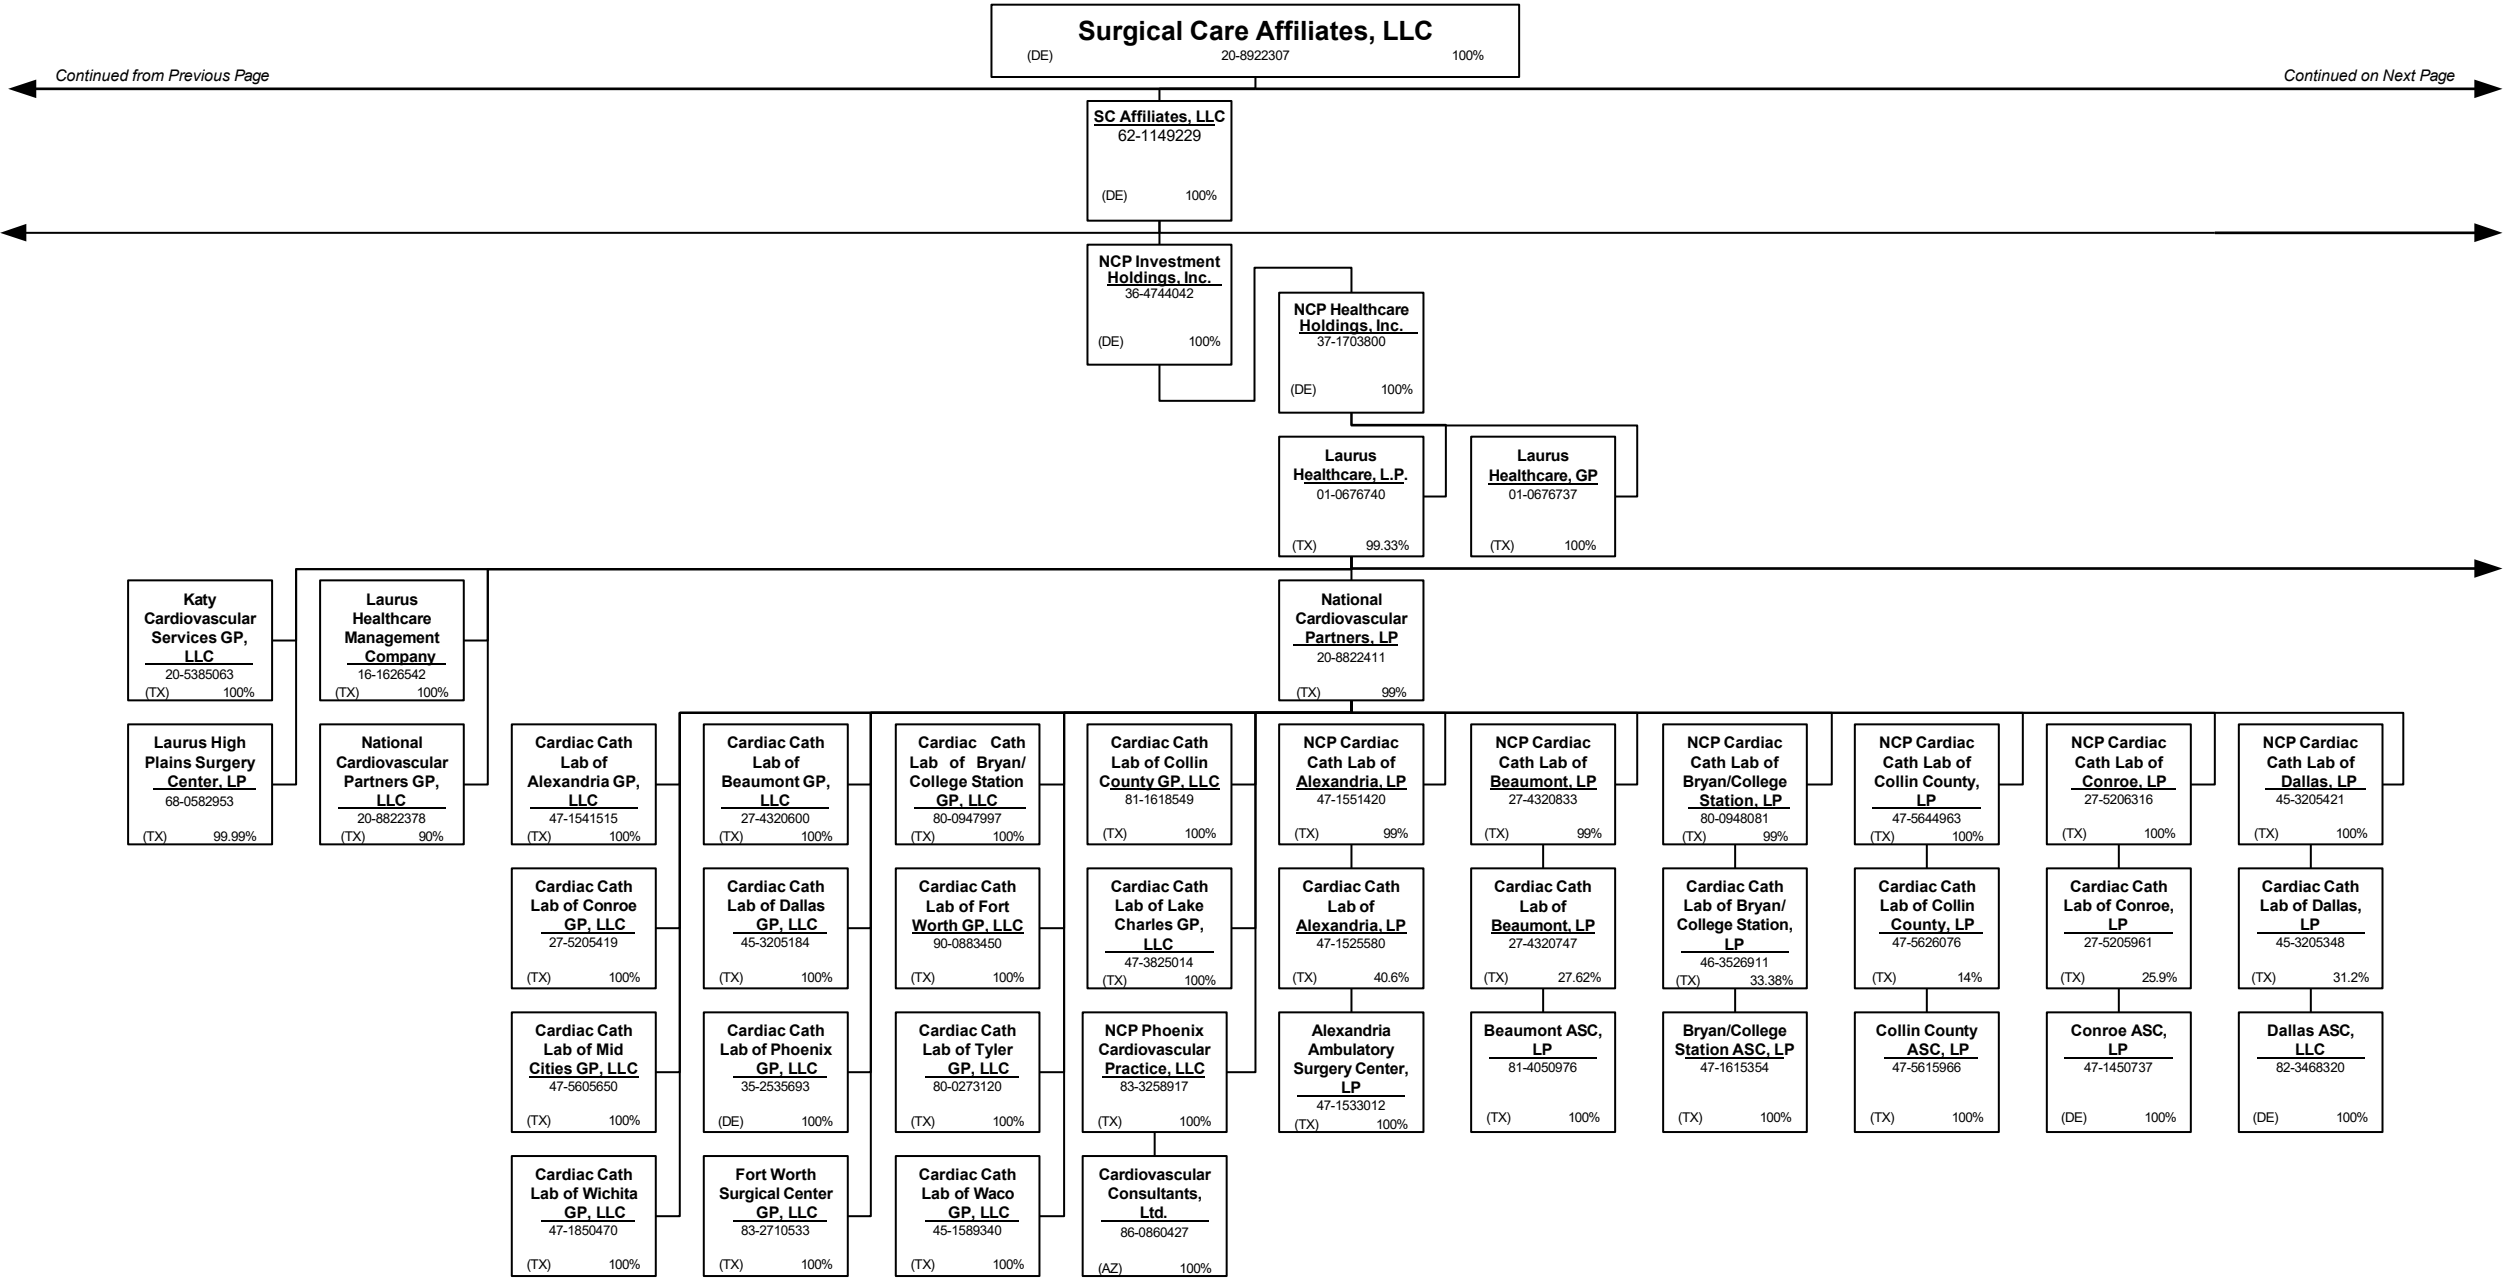 Surgical Care Affiliates, LLC
(DE) 20-8922307 100%
Continued from Previous Page
Continued on Next Page
SC Affiliates, LLC
62-1149229
(DE) 100%
NCP Investment
Holdings, Inc.
36-4744042
(DE) 100%
NCP Healthcare
Holdings, Inc.
37-1703800
(DE) 100%
Laurus
Healthcare, L.P.
01-0676740
(TX) 99.33%
Laurus
Healthcare, GP
01-0676737
(TX) 100%
Katy
Cardiovascular
Services GP,
LLC
20-5385063
(TX) 100%
Laurus
Healthcare
Management
Company
16-1626542
(TX) 100%
National
Cardiovascular
Partners, LP
20-8822411
(TX) 99%
Laurus High
Plains Surgery
Center, LP
68-0582953
(TX) 99.99%
National
Cardiovascular
Partners GP,
LLC
20-8822378
(TX) 90%
Cardiac Cath
Lab of
Alexandria GP,
LLC
47-1541515
(TX) 100%
Cardiac Cath
Lab of
Beaumont GP,
LLC
27-4320600
(TX) 100%
Cardiac Cath
Lab of Bryan/
College Station
GP, LLC
80-0947997
(TX) 100%
Cardiac Cath
Lab of Collin
County GP, LLC
81-1618549
(TX) 100%
NCP Cardiac
Cath Lab of
Alexandria, LP
47-1551420
(TX) 99%
NCP Cardiac
Cath Lab of
Beaumont, LP
27-4320833
(TX) 99%
NCP Cardiac
Cath Lab of
Bryan/College
Station, LP
80-0948081
(TX) 99%
NCP Cardiac
Cath Lab of
Collin County,
LP
47-5644963
(TX) 100%
NCP Cardiac
Cath Lab of
Conroe, LP
27-5206316
(TX) 100%
NCP Cardiac
Cath Lab of
Dallas, LP
45-3205421
(TX) 100%
Cardiac Cath
Lab of Conroe
GP, LLC
27-5205419
(TX) 100%
Cardiac Cath
Lab of Dallas
GP, LLC
45-3205184
(TX) 100%
Cardiac Cath
Lab of Fort
Worth GP, LLC
90-0883450
(TX) 100%
Cardiac Cath
Lab of Lake
Charles GP,
LLC
47-3825014
(TX) 100%
Cardiac Cath
Lab of
Alexandria, LP
47-1525580
(TX) 40.6%
Cardiac Cath
Lab of
Beaumont, LP
27-4320747
(TX) 27.62%
Cardiac Cath
Lab of Bryan/
College Station,
LP
46-3526911
(TX) 33.38%
Cardiac Cath
Lab of Collin
County, LP
47-5626076
(TX) 14%
Cardiac Cath
Lab of Conroe,
LP
27-5205961
(TX) 25.9%
Cardiac Cath
Lab of Dallas,
LP
45-3205348
(TX) 31.2%
Cardiac Cath
Lab of Mid
Cities GP, LLC
47-5605650
(TX) 100%
Cardiac Cath
Lab of Phoenix
GP, LLC
35-2535693
(DE) 100%
Cardiac Cath
Lab of Tyler
GP, LLC
80-0273120
(TX) 100%
NCP Phoenix
Cardiovascular
Practice, LLC
83-3258917
(TX) 100%
Alexandria
Ambulatory
Surgery Center,
LP
47-1533012
(TX) 100%
Beaumont ASC,
LP
81-4050976
(TX) 100%
Bryan/College
Station ASC, LP
47-1615354
(TX) 100%
Collin County
ASC, LP
47-5615966
(TX) 100%
Conroe ASC,
LP
47-1450737
(DE) 100%
Dallas ASC,
LLC
82-3468320
(DE) 100%
Cardiac Cath
Lab of Wichita
GP, LLC
47-1850470
(TX) 100%
Fort Worth
Surgical Center
GP, LLC
83-2710533
(TX) 100%
Cardiac Cath
Lab of Waco
GP, LLC
45-1589340
(TX) 100%
Cardiovascular
Consultants,
Ltd.
86-0860427
(AZ) 100%